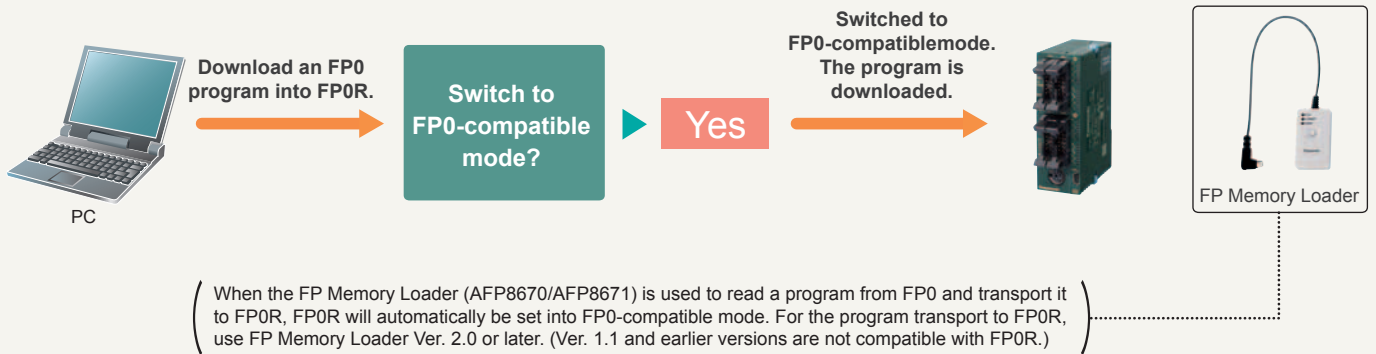 Download an FP0
program into FP0R.
Switch to
FP0-compatible
mode?
Yes
Switched to
FP0-compatiblemode.
The program is
downloaded.
PC
FP Memory Loader
When the FP Memory Loader (AFP8670/AFP8671) is used to read a program from FP0 and transport it
to FP0R, FP0R will automatically be set into FP0-compatible mode. For the program transport to FP0R,
use FP Memory Loader Ver. 2.0 or later. (Ver. 1.1 and earlier versions are not compatible with FP0R.)